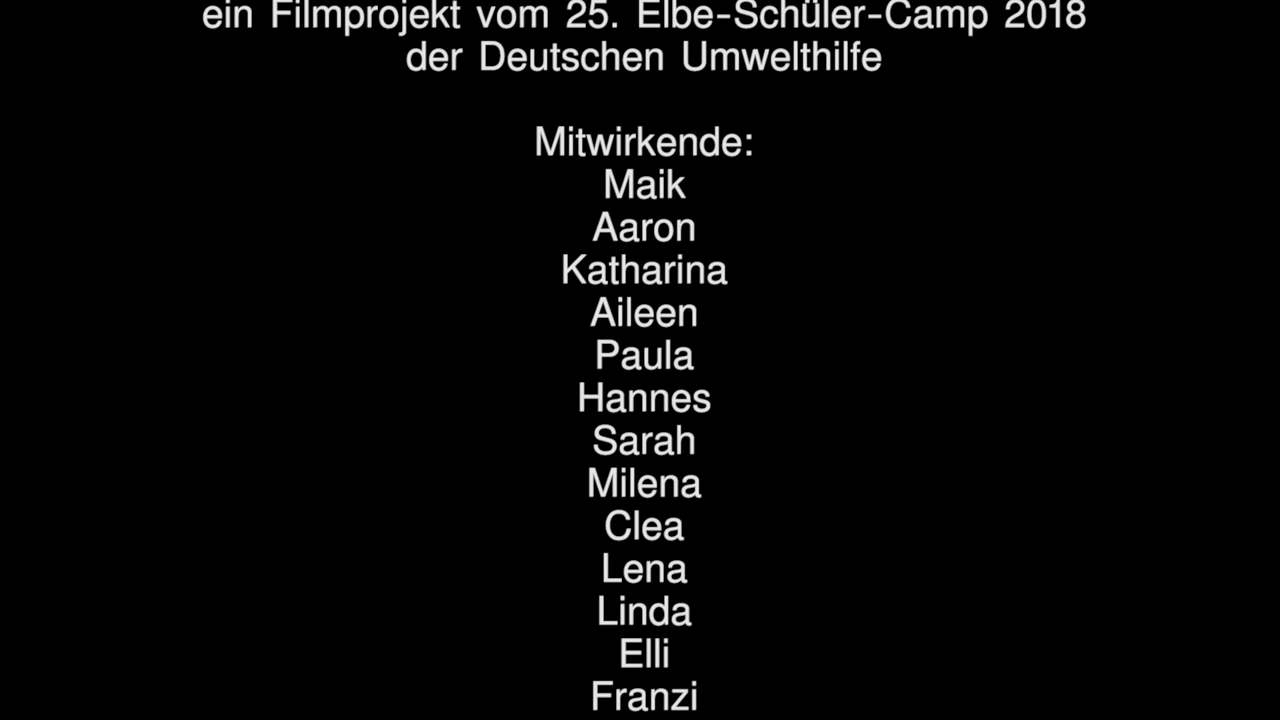 ein Filmprojekt vom 25. Elbe-Schüler-Camp 2018
der Deutschen Umwelthilfe
Mitwirkende:
Maik
Aaron
Katharina
Aileen
Paula
Hannes
Sarah
Milena
Clea
Lena
Linda
Elli
Franzi